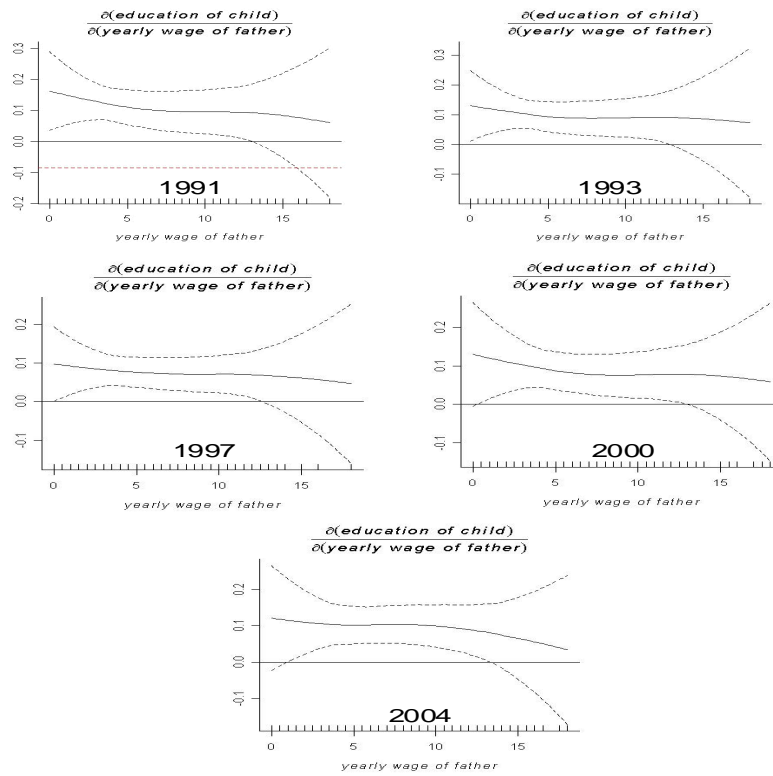 ∂(education of child)
∂(yearly wage of father)
0.3
0.2
0.1
0.0
-0.1
-0.2
1991
0 5 10 15
yearly wage of father
∂(education of child)
∂(yearly wage of father)
0.3
0.2
0.1
0.0
-0.1
1993
0 5 10 15
yearly wage of father
∂(education of child)
∂(yearly wage of father)
0.2
0.1
0.0
-0.1
1997
0 5 10 15
yearly wage of father
∂(education of child)
∂(yearly wage of father)
0.2
0.1
0.0
-0.1
2000
0 5 10 15
yearly wage of father
∂(education of child)
∂(yearly wage of father)
0.2
0.1
0.0
-0.1
2004
0 5 10 15
yearly wage of father